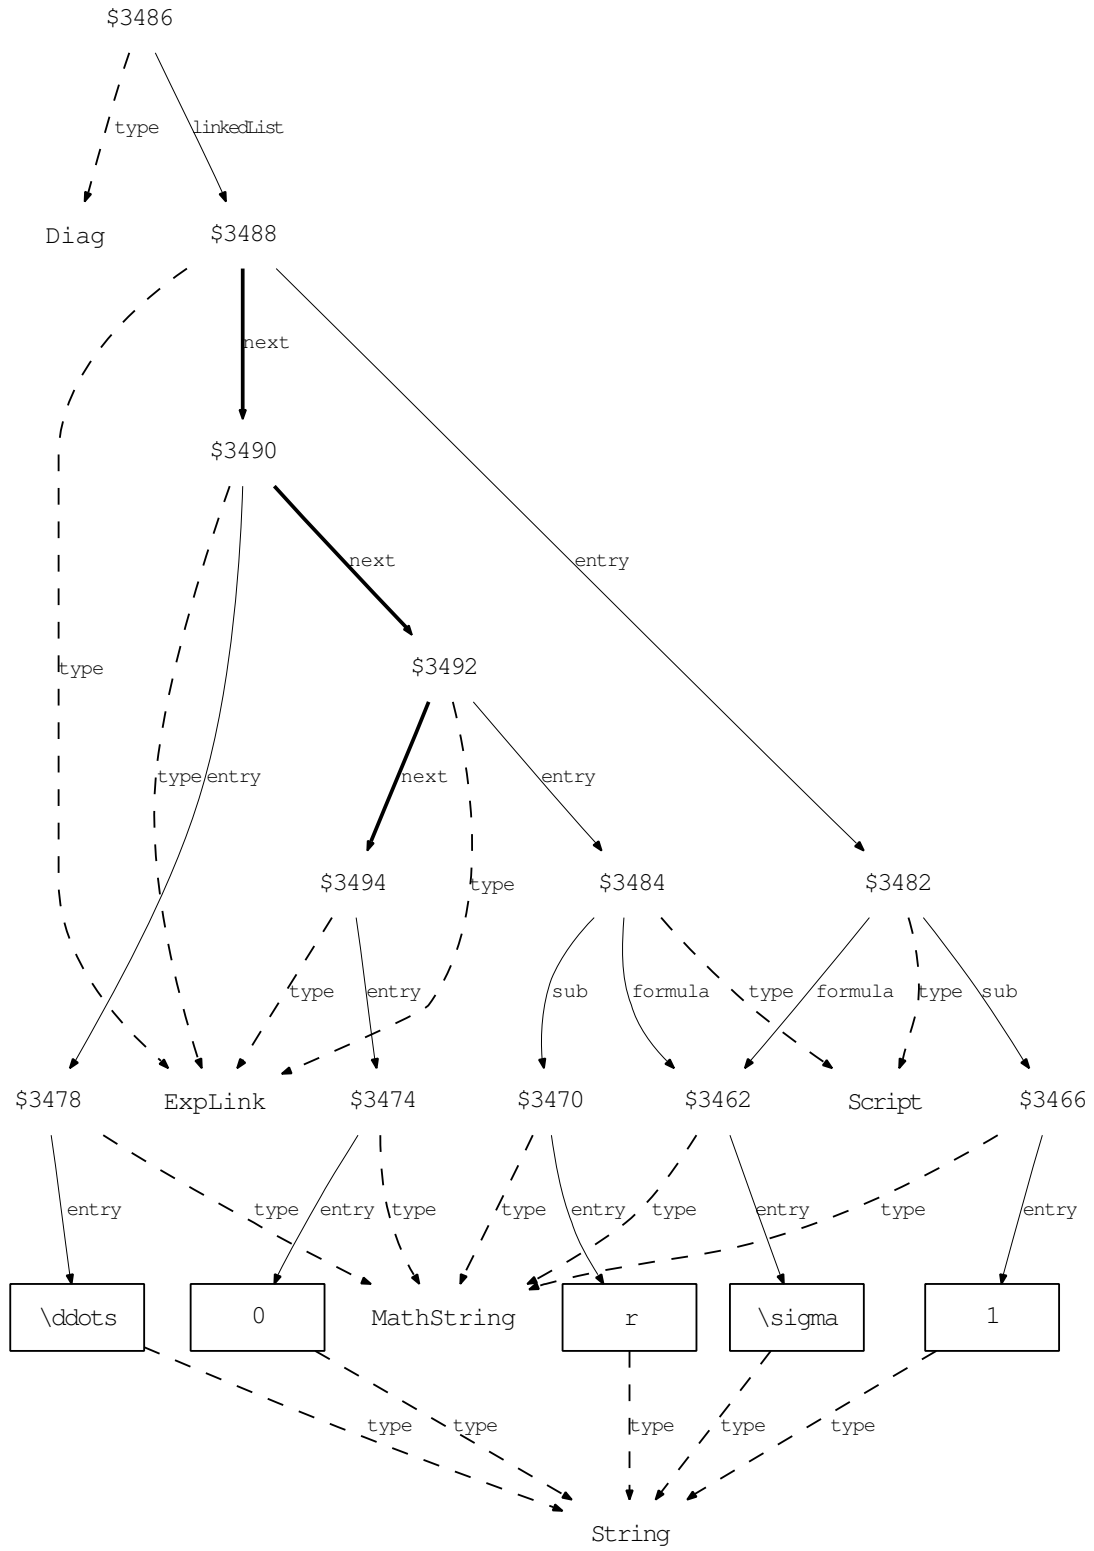 $3486
type linkedList
Diag $3488
next
$3490
next entry
type $3492
type entry next entry
$3494 $3484 $3482
type
type entry sub formula type formula type sub
$3478 ExpLink $3474 $3470 $3462 Script $3466
entry type entry type type entry type entry type entry
\ddots 0 MathString r \sigma 1
type type type type type
String